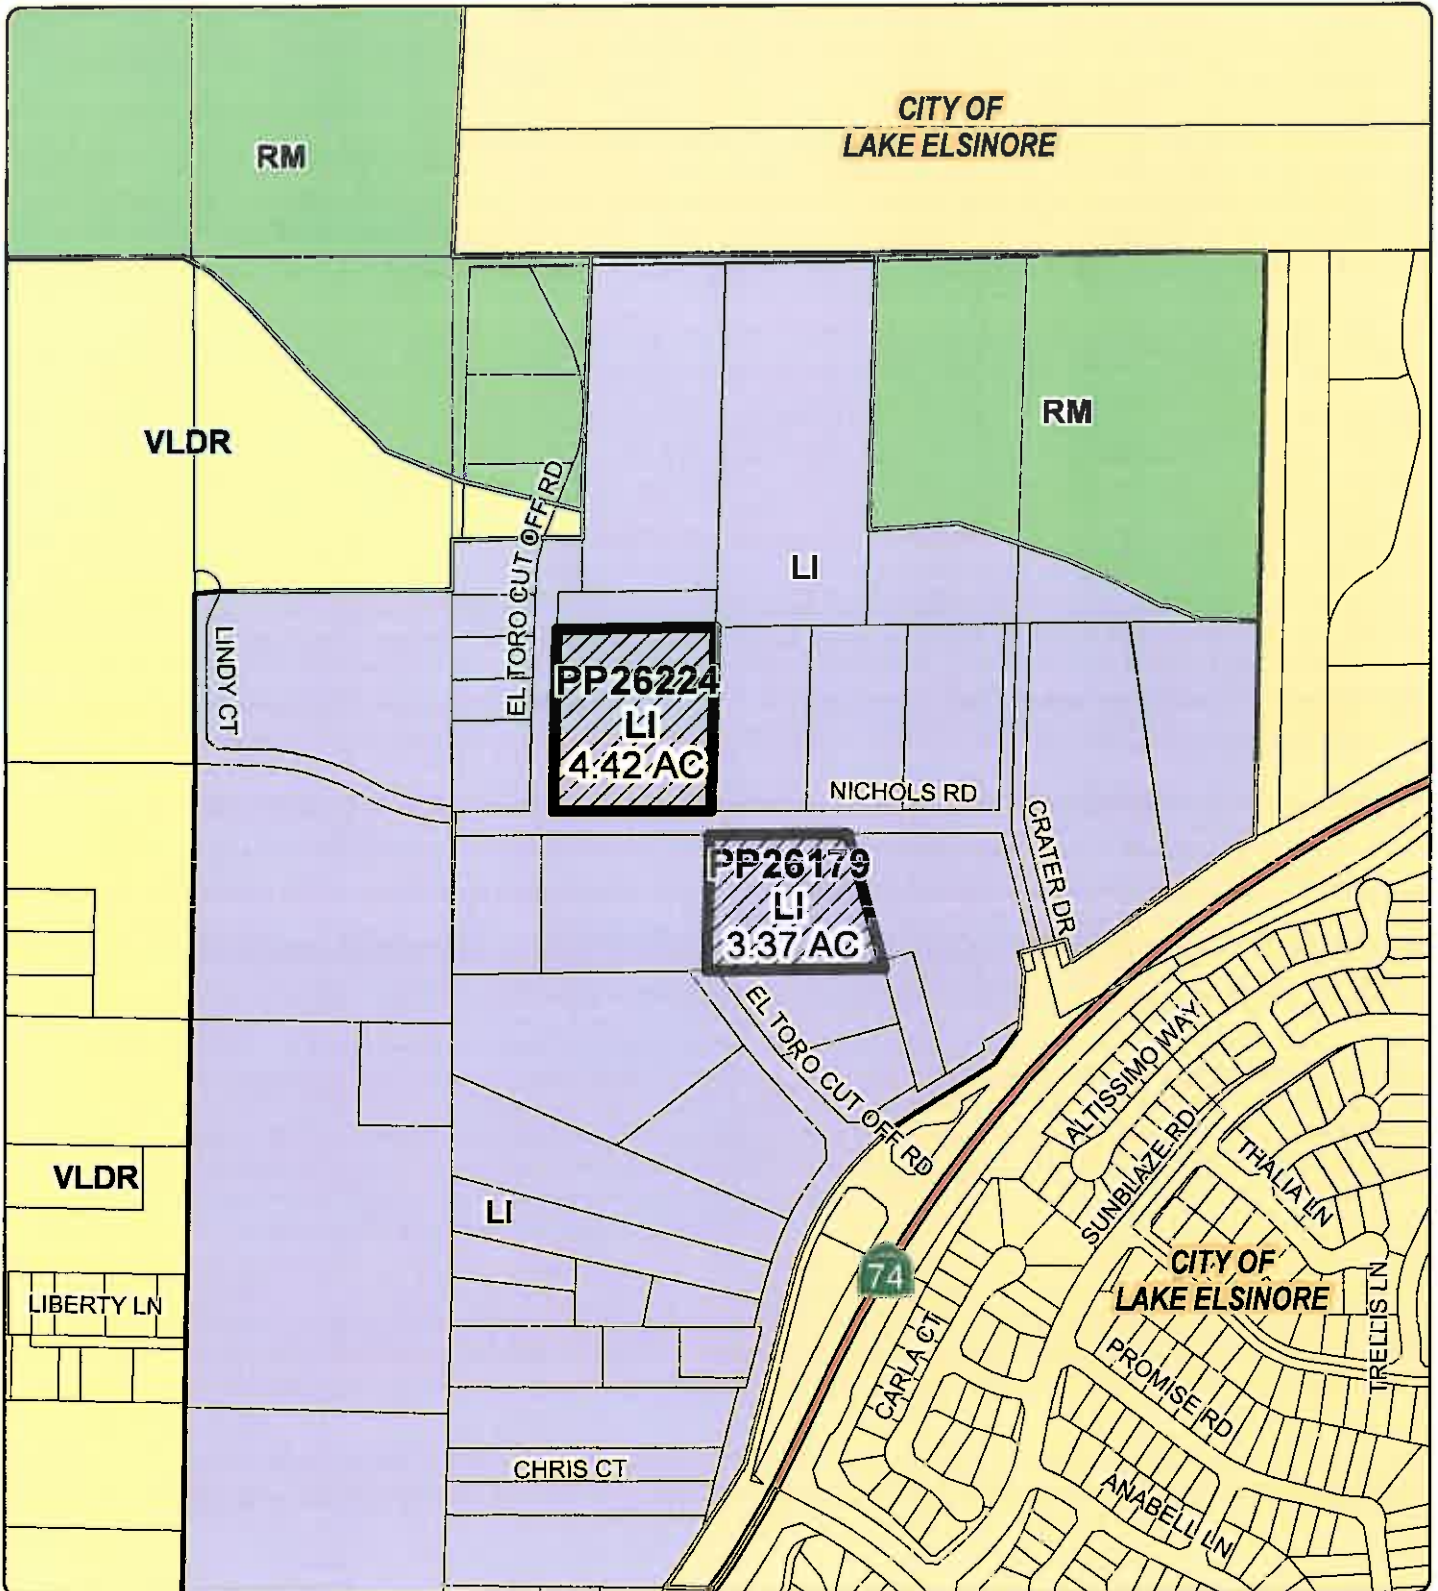 CITY OF
LAKE ELSINORE
RM
RM
VLDR
EL TORO CUT OFF RD
LI
LINDY CT
PP26224
LI
4.42 AC
NICHOLS RD
CRATER DR
PP26179
LI
3.37 AC
EL TORO CUT OFF RD
ALTISSIMO WAY
SUNBLAZE RD
THALIA LN
VLDR
LI
CITY OF
LAKE ELSINORE
74
LIBERTY LN
TRELLIS LN
CARLA CT
PROMISE RD
CHRIS CT
ANABELL LN